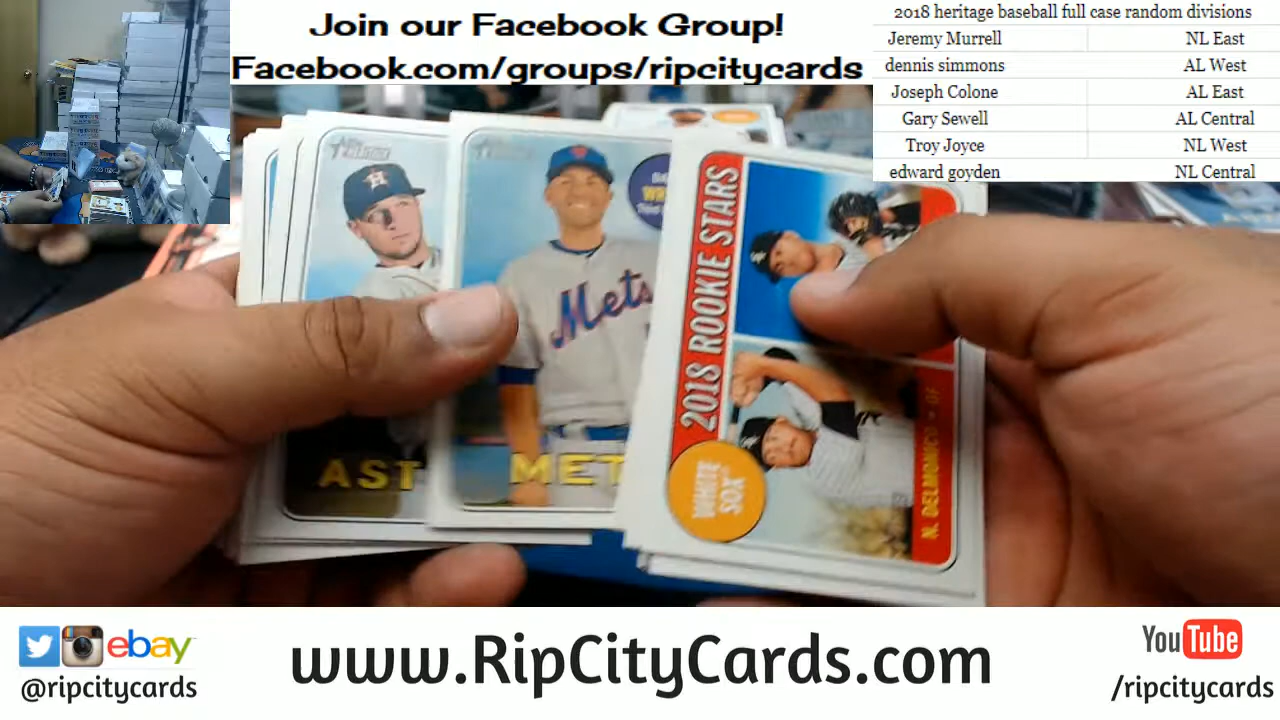 Join our Facebook Group!
Facebook.com/groups/ripcitycards
2018 heritage baseball full case random divisions
Jeremy Murrell NL East
dennis simmons AL West
Joseph Colone AL East
Gary Sewell AL Central
Troy Joyce NL West
edward goyden NL Central
AST
METS
Mets
2018 ROOKIE STARS
WHITE SOX
N. DELMONICO • OF
ebay
@ripcitycards
www.RipCityCards.com
YouTube
/ripcitycards